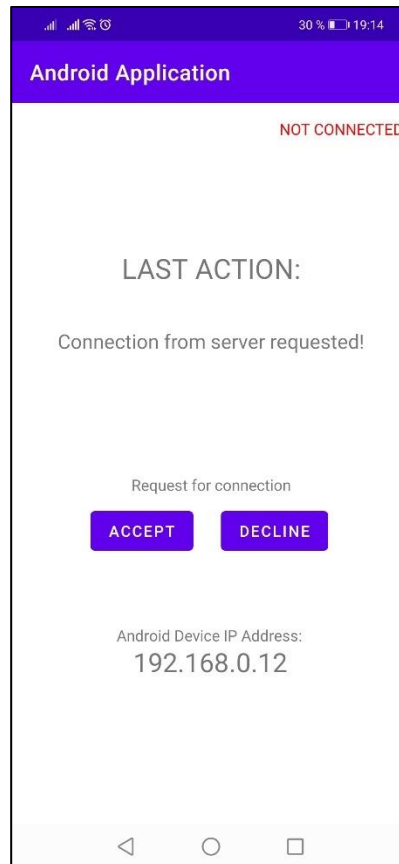 30 % 19:14
Android Application
NOT CONNECTED
LAST ACTION:
Connection from server requested!
Request for connection
ACCEPT DECLINE
Android Device IP Address:
192.168.0.12